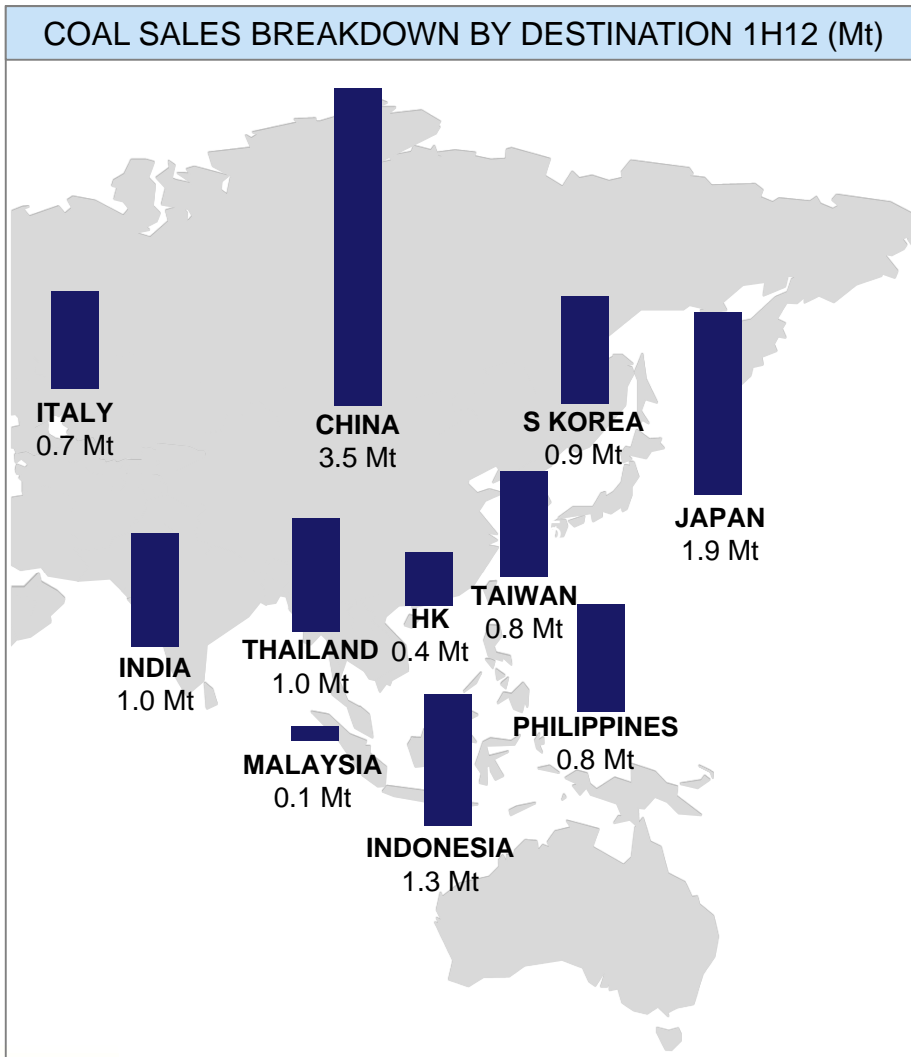 COAL SALES BREAKDOWN BY DESTINATION 1H12 (Mt)
ITALY
0.7 Mt
CHINA
3.5 Mt
S KOREA
0.9 Mt
JAPAN
1.9 Mt
TAIWAN
0.8 Mt
HK
0.4 Mt
THAILAND
1.0 Mt
INDIA
1.0 Mt
PHILIPPINES
0.8 Mt
MALAYSIA
0.1 Mt
INDONESIA
1.3 Mt